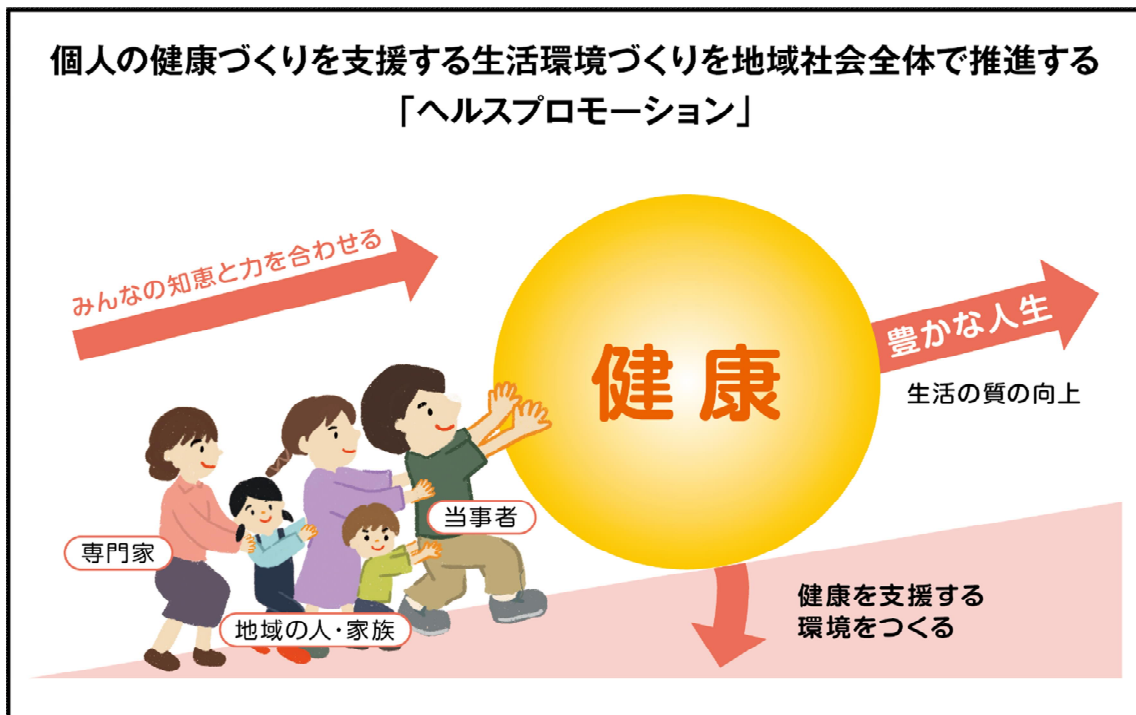 個人の健康づくりを支援する生活環境づくりを地域社会全体で推進する
「ヘルスプロモーション」
みんなの知恵と力を合わせる
健康
豊かな人生
生活の質の向上
当事者
専門家
地域の人・家族
健康を支援する
環境をつくる